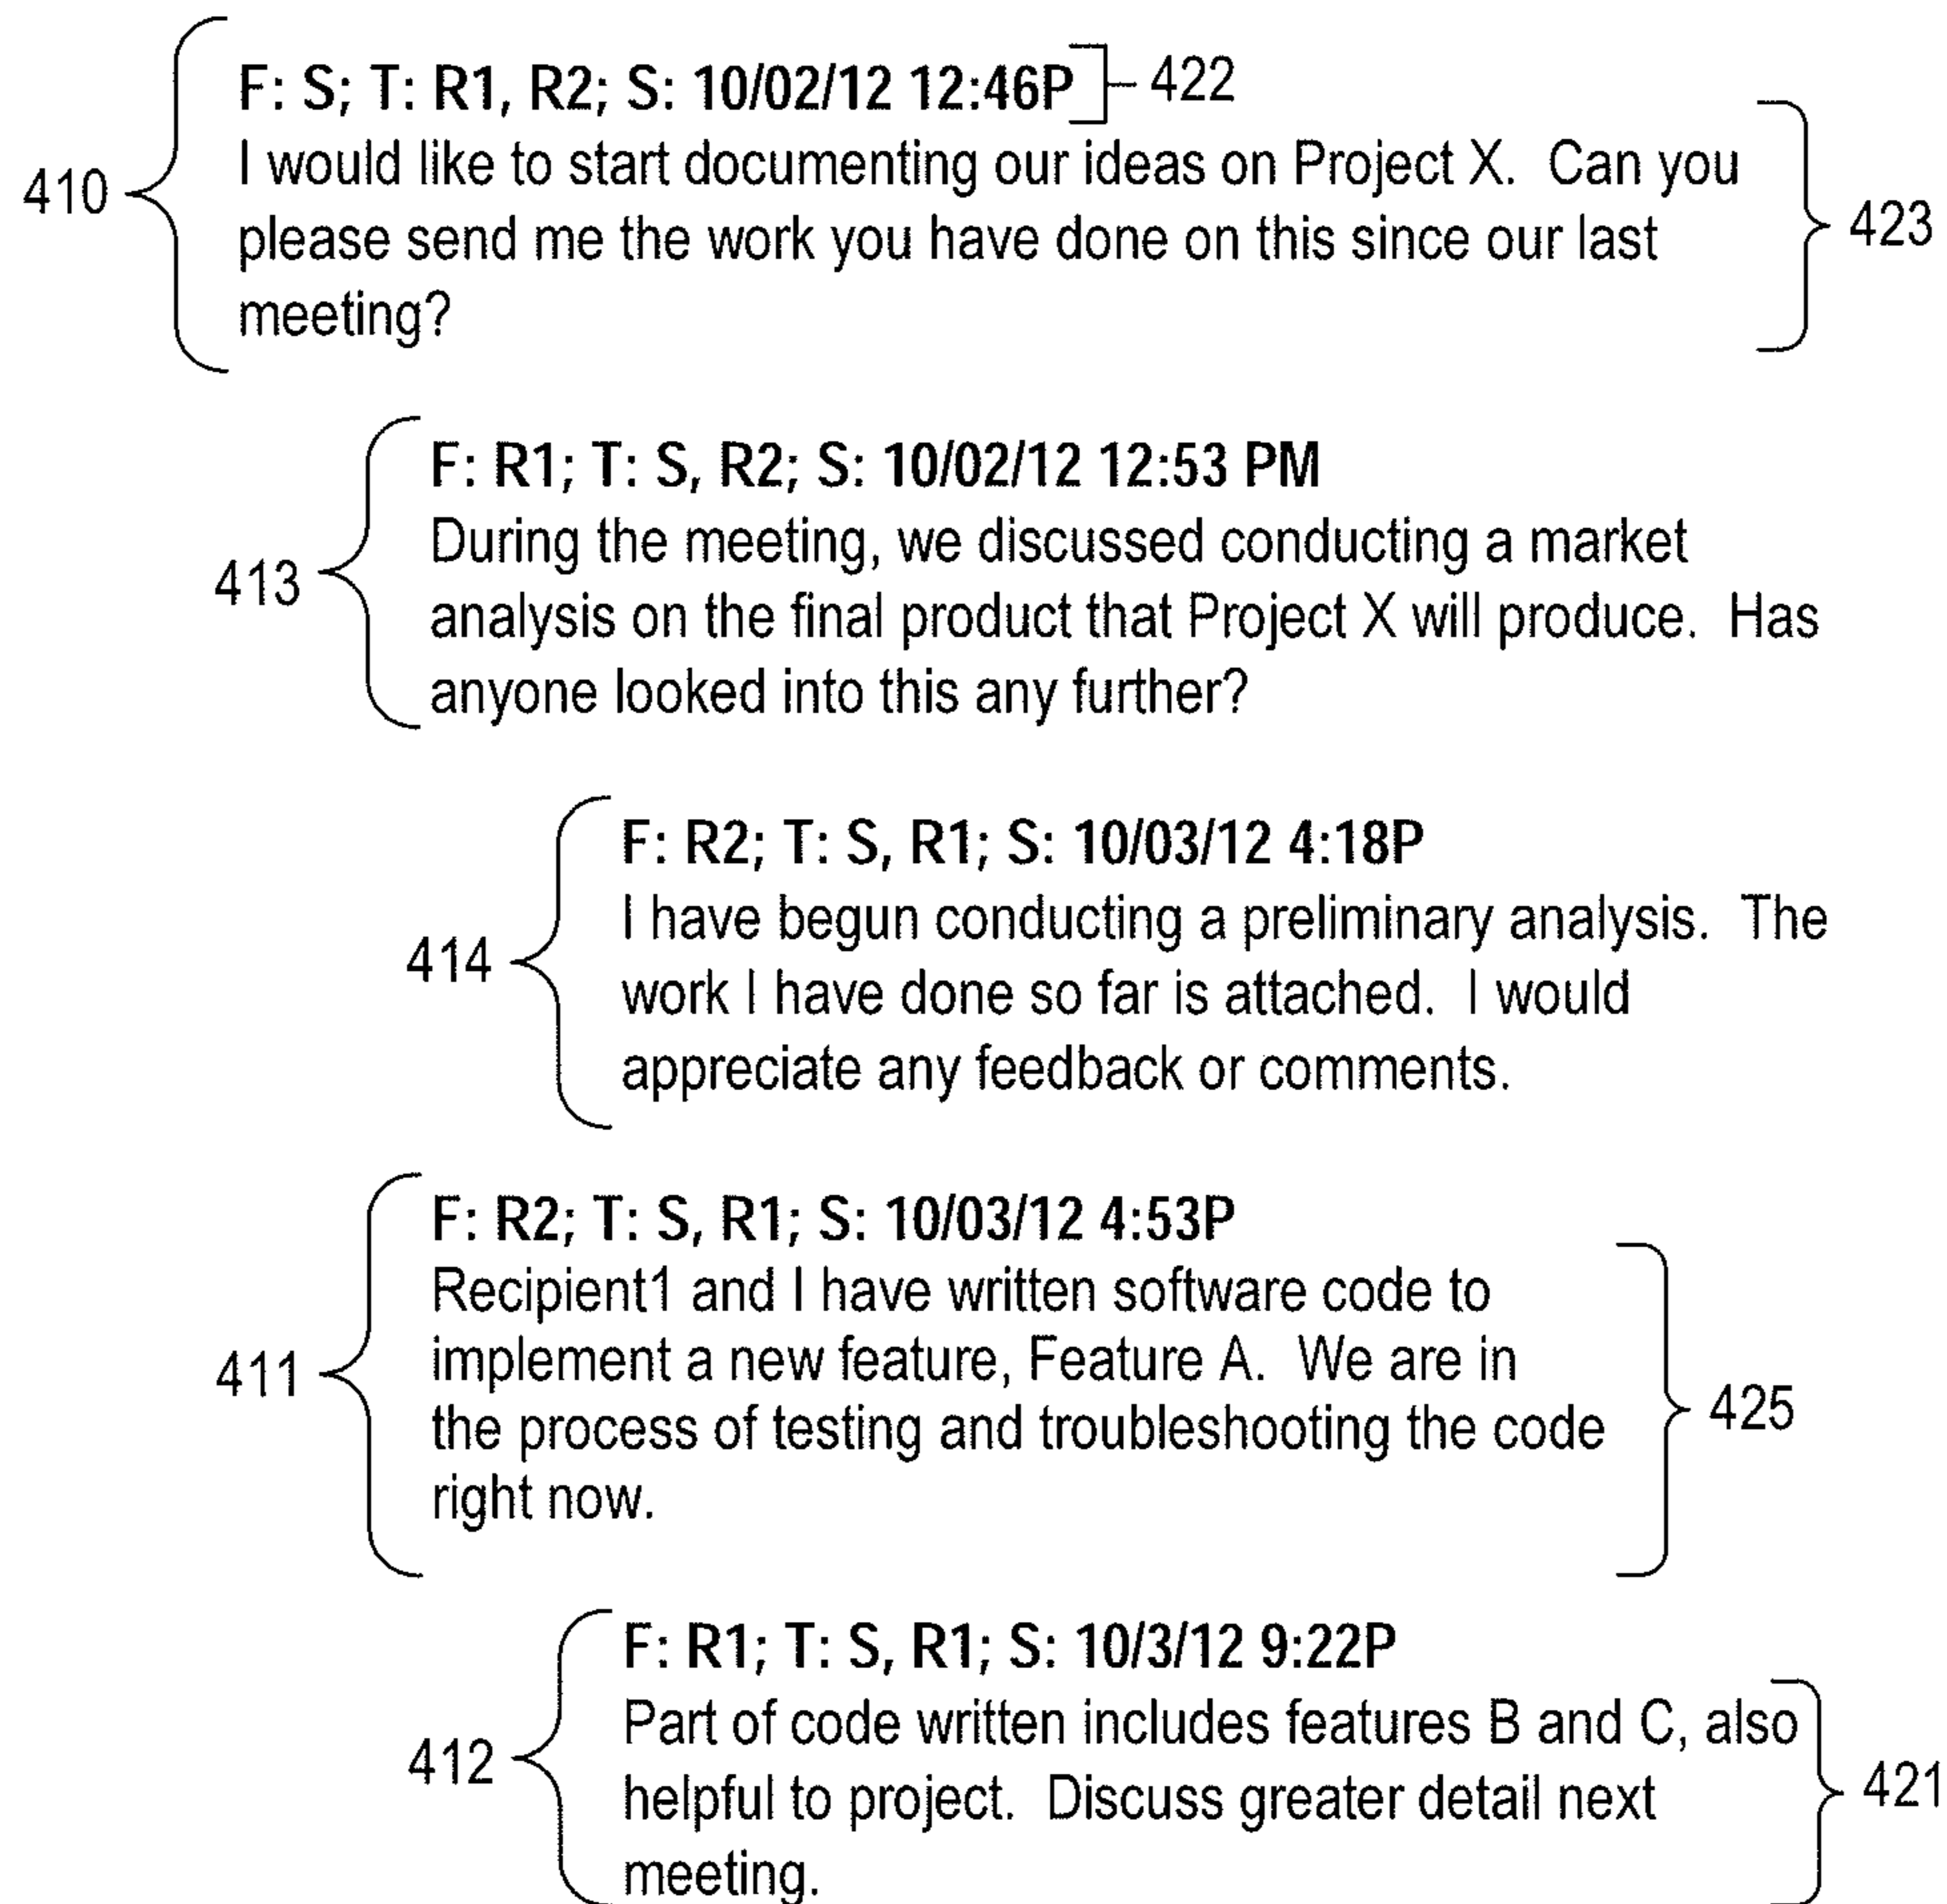 F: S; T: R1, R2; S: 10/02/12 12:46P 422
I would like to start documenting our ideas on Project X. Can you
410
please send me the work you have done on this since our last
423
meeting?
F: R1; T: S, R2; S: 10/02/12 12:53 PM
During the meeting, we discussed conducting a market
413
analysis on the final product that Project X will produce. Has
anyone looked into this any further?
F: R2; T: S, R1; S: 10/03/12 4:18P
I have begun conducting a preliminary analysis. The
414
work I have done so far is attached. I would
appreciate any feedback or comments.
F: R2; T: S, R1; S: 10/03/12 4:53P
Recipient1 and I have written software code to
implement a new feature, Feature A. We are in
411
the process of testing and troubleshooting the code
425
right now.
F: R1; T: S, R1; S: 10/3/12 9:22P
Part of code written includes features B and C, also
412
helpful to project. Discuss greater detail next
421
meeting.